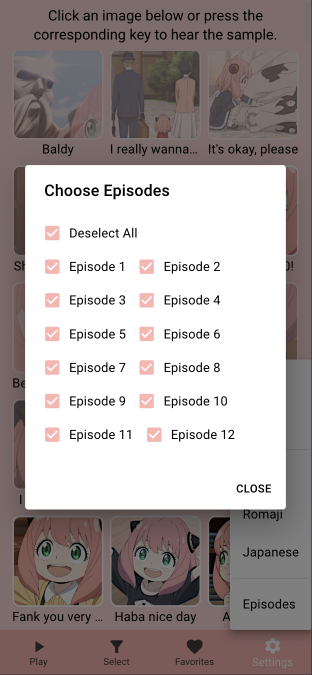 Click an image below or press the
corresponding key to hear the sample.
Baldy
I really wanna...
It's okay, please
Choose Episodes
Deselect All
Episode 1
Episode 2
Episode 3
Episode 4
Episode 5
Episode 6
Episode 7
Episode 8
Episode 9
Episode 10
Episode 11
Episode 12
CLOSE
Romaji
Japanese
Episodes
Fank you very ...
Haba nice day
Play
Select
Favorites
Settings